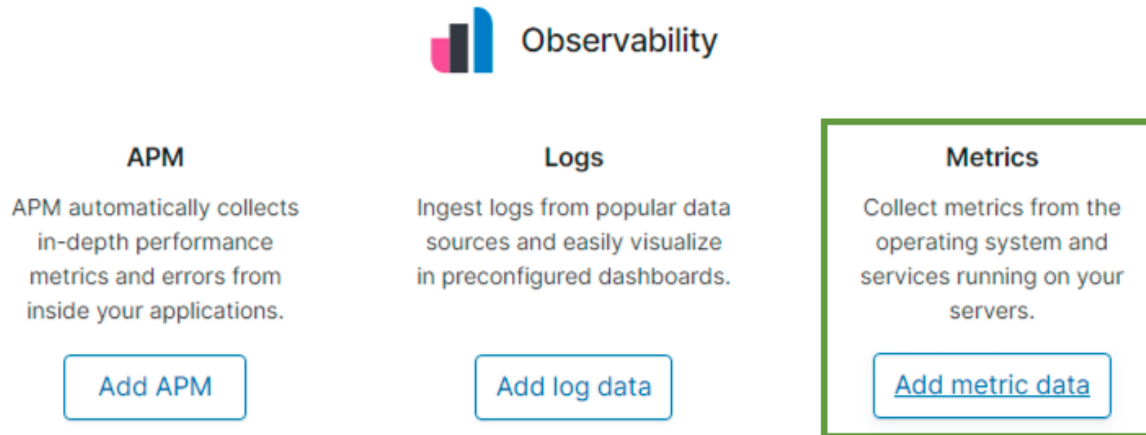 Observability
APM
APM automatically collects
in-depth performance
metrics and errors from
inside your applications.
Add APM
Logs
Ingest logs from popular data
sources and easily visualize
in preconfigured dashboards.
Add log data
Metrics
Collect metrics from the
operating system and
services running on your
servers.
Add metric data